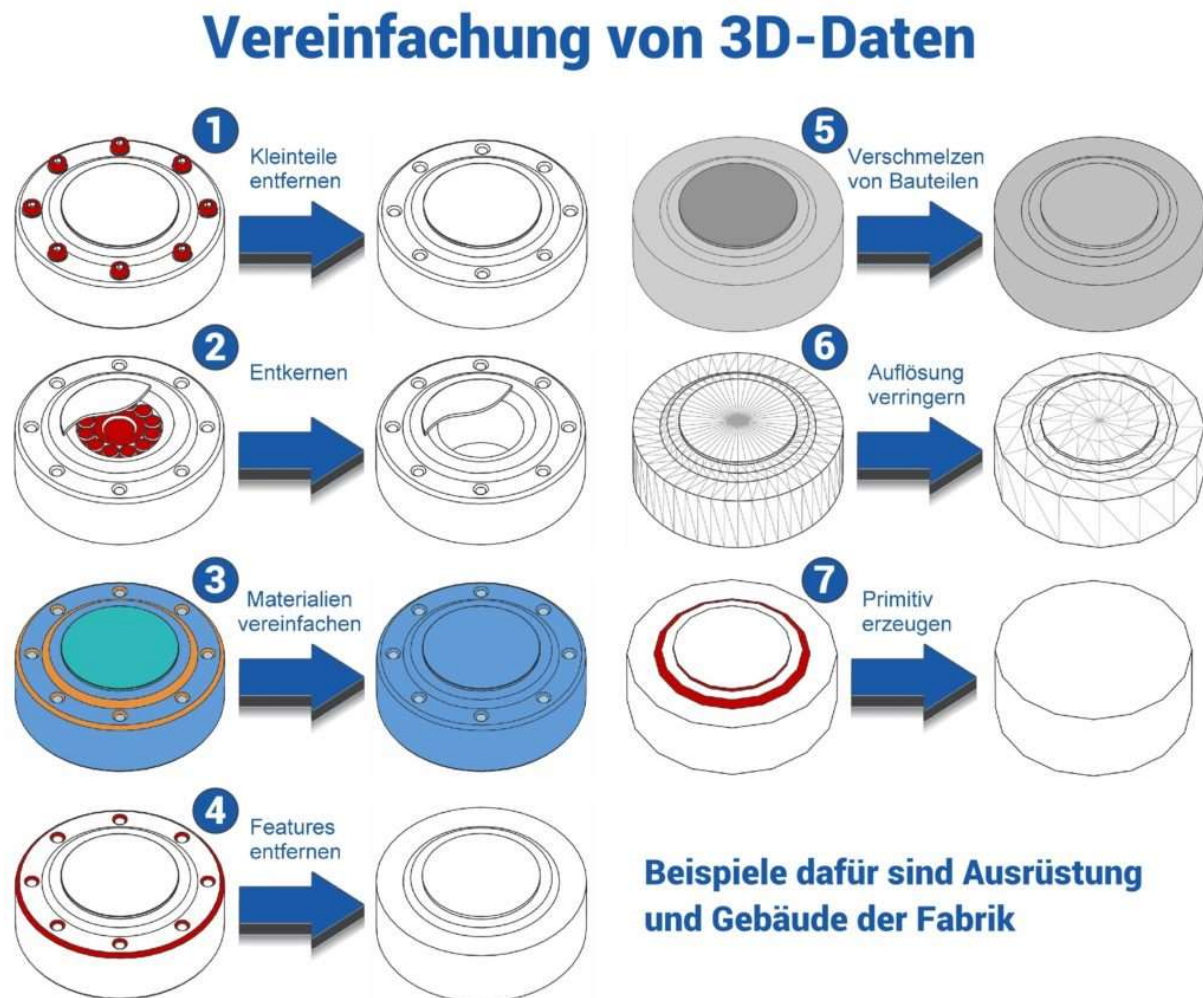 Vereinfachung von 3D-Daten
1
Kleinteile
entfernen
2
Entkernen
3
Materialien
vereinfachen
4
Features
entfernen
5
Verschmelzen
von Bauteilen
6
Auflösung
verringern
7
Primitiv
erzeugen
Beispiele dafür sind Ausrüstung
und Gebäude der Fabrik